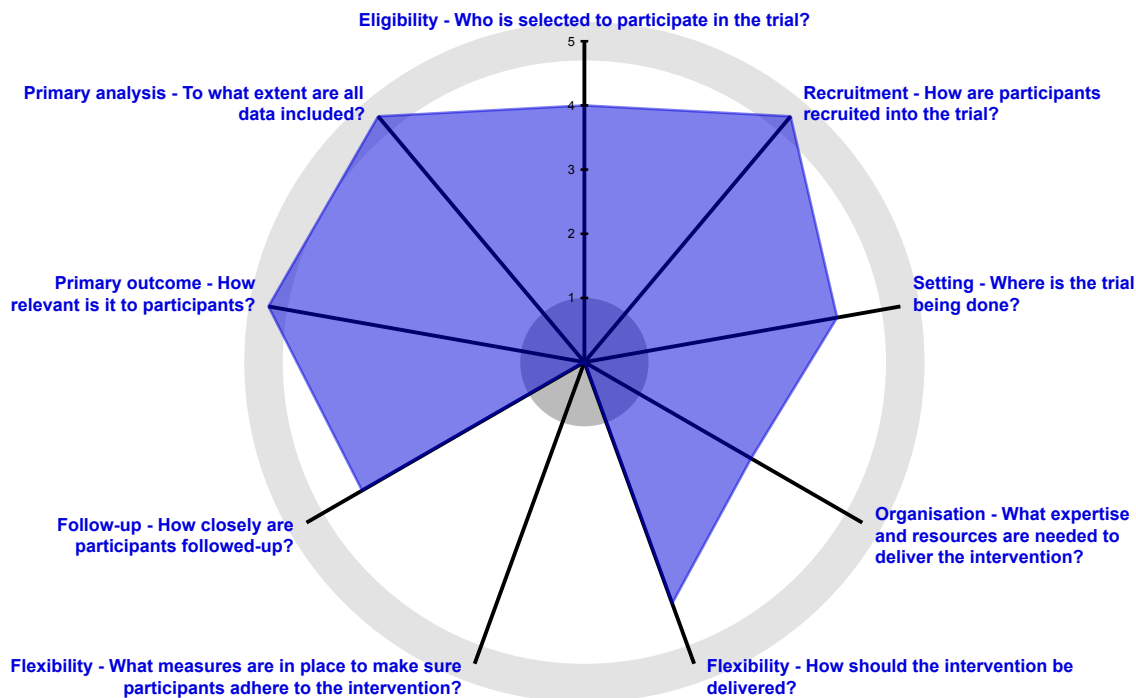 Eligibility - Who is selected to participate in the trial?
5
Primary analysis - To what extent are all
data included?
4
Recruitment - How are participants
recruited into the trial?
3
2
Primary outcome - How
relevant is it to participants?
1
Setting - Where is the trial
being done?
Follow-up - How closely are
participants followed-up?
Organisation - What expertise
and resources are needed to
deliver the intervention?
Flexibility - What measures are in place to make sure
participants adhere to the intervention?
Flexibility - How should the intervention be
delivered?